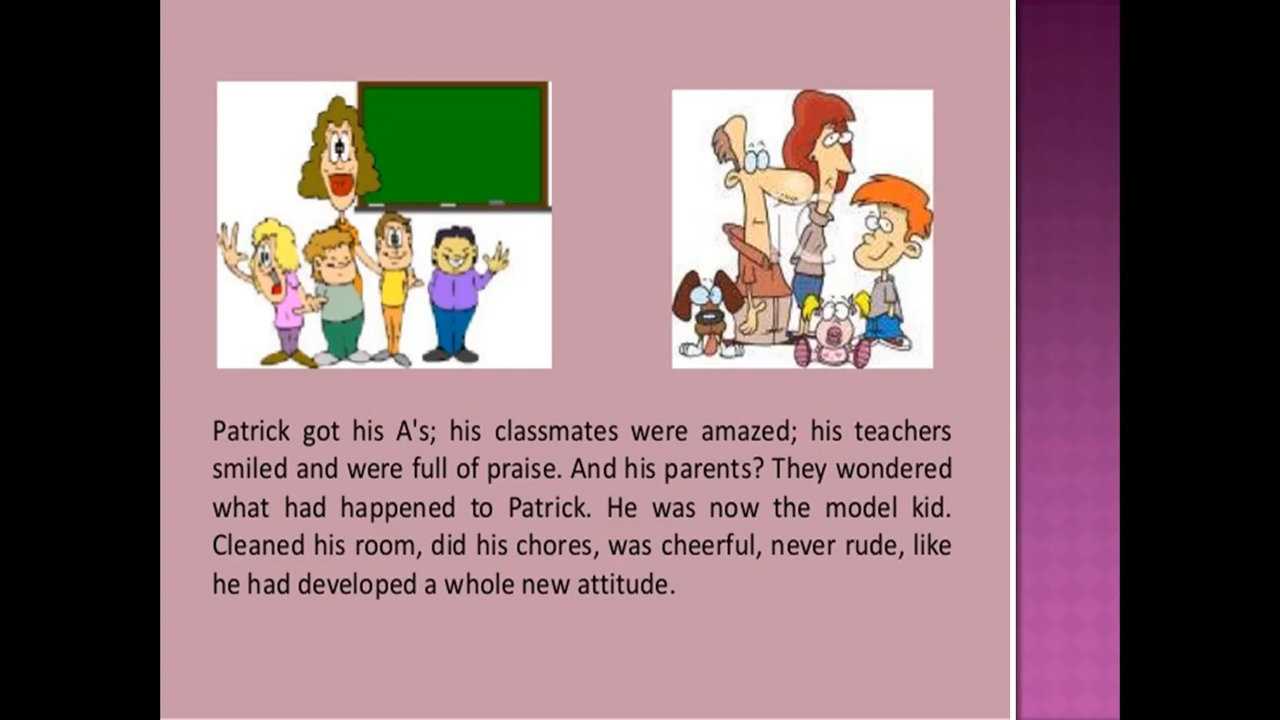 Patrick got his A's; his classmates were amazed; his teachers
smiled and were full of praise. And his parents? They wondered
what had happened to Patrick. He was now the model kid.
Cleaned his room, did his chores, was cheerful, never rude, like
he had developed a whole new attitude.